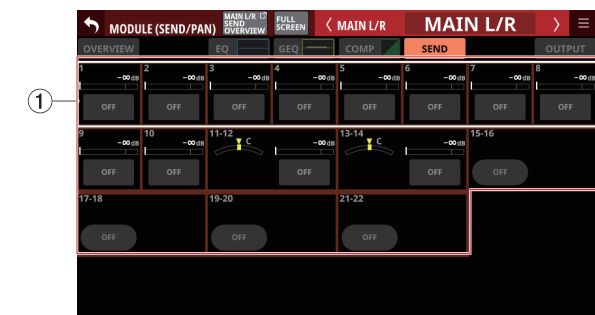 MODULE (SEND/PAN) MAIN L/R SEND OVERVIEW FULL SCREEN MAIN L/R MAIN L/R
OVERVIEW EQ GEQ COMP SEND OUTPUT
1 2 3 4 5 6 7 8
-∞dB -∞dB -∞dB -∞dB -∞dB -∞dB -∞dB -∞dB
1
OFF OFF OFF OFF OFF OFF OFF OFF
9 10 11-12 13-14 15-16
-∞dB -∞dB C -∞dB C -∞dB
OFF OFF OFF OFF OFF
17-18 19-20 21-22
OFF OFF OFF